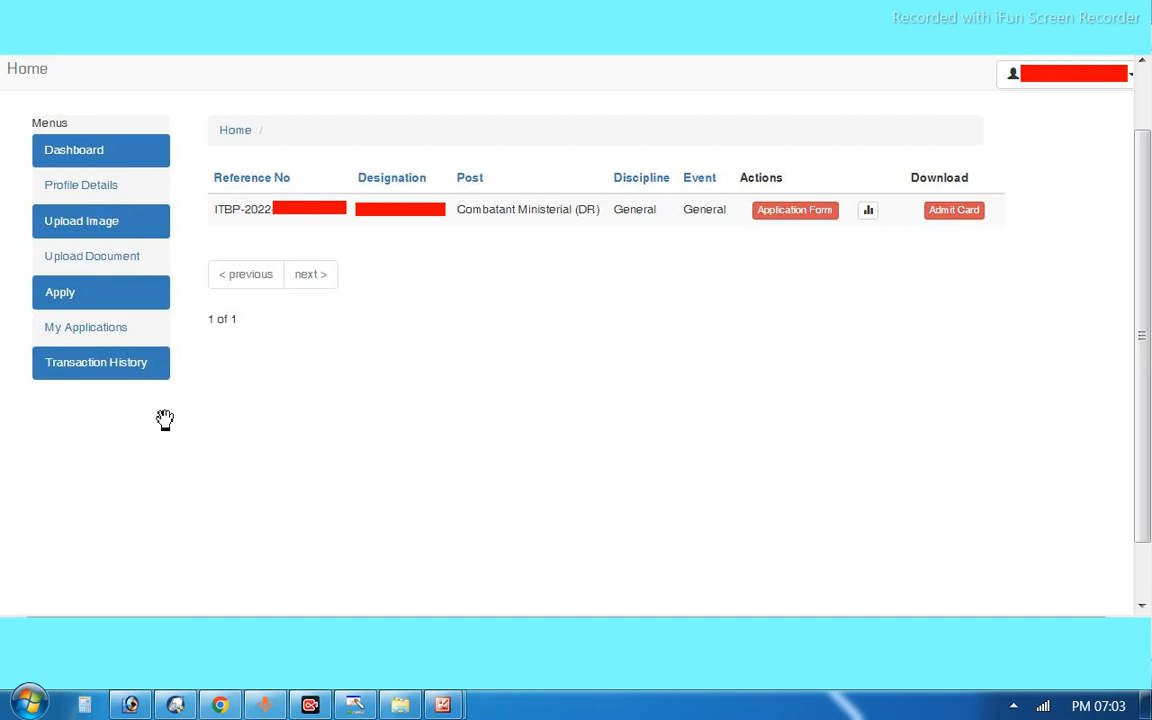 Recorded with iFun Screen Recorder
Home
Menus
Dashboard
Profile Details
Upload Image
Upload Document
Apply
My Applications
Transaction History
Home /
Reference No Designation Post Discipline Event Actions Download
ITBP-2022- Combatant Ministerial (DR) General General Application Form Admit Card
< previous next >
1 of 1
PM 07:03